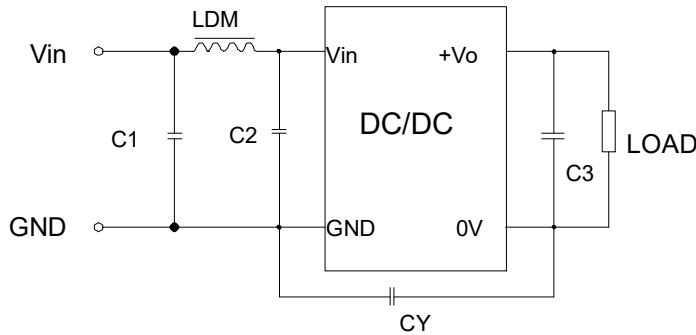 LDM
Vin
Vin
+Vo
C1
C2
DC/DC
C3
LOAD
GND
GND
0V
CY